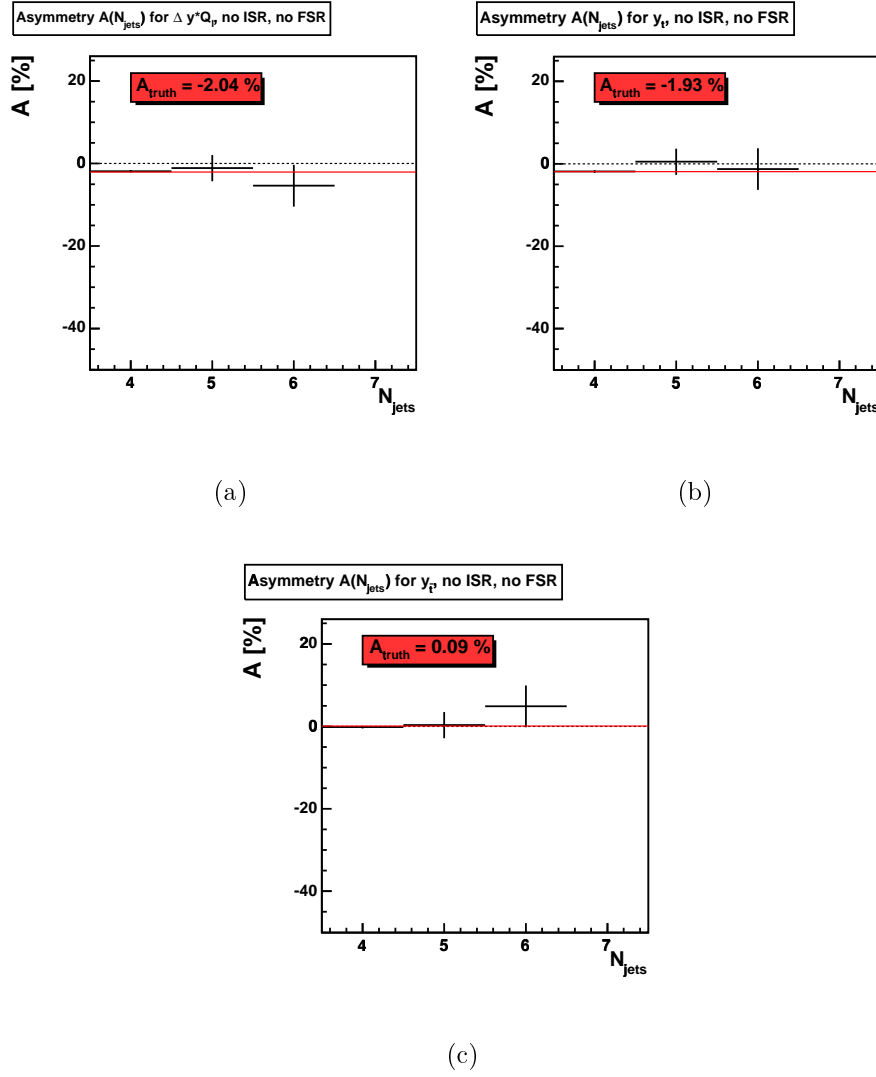 Asymmetry A(N_jets) for Δ y*Q_l, no ISR, no FSR
A [%]
A_truth = -2.04 %
20
0
-20
-40
4 5 6 7
N_jets
(a)
Asymmetry A(N_jets) for y_t, no ISR, no FSR
A [%]
A_truth = -1.93 %
20
0
-20
-40
4 5 6 7
N_jets
(b)
Asymmetry A(N_jets) for y_t̄, no ISR, no FSR
A [%]
A_truth = 0.09 %
20
0
-20
-40
4 5 6 7
N_jets
(c)